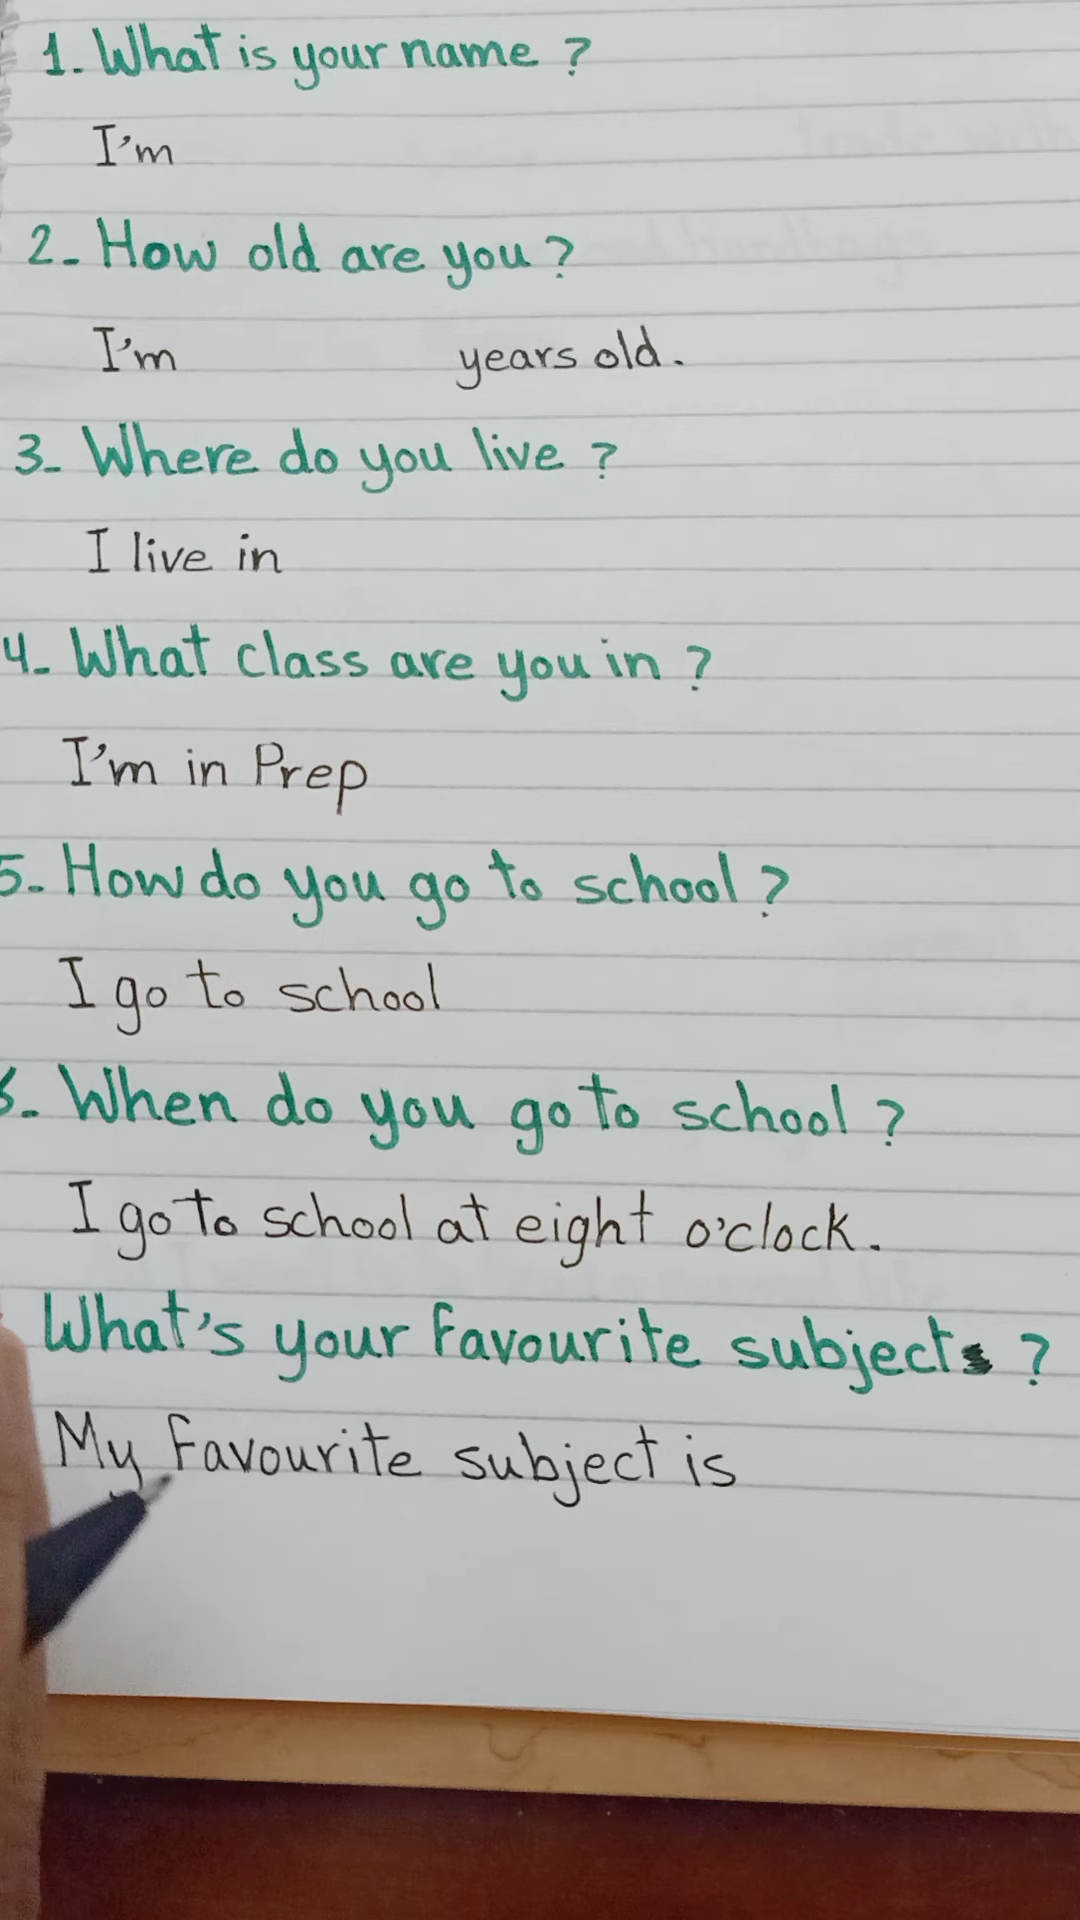 1. What is your name ?
I'm
2- How old are you ?
I'm years old.
3- Where do you live ?
I live in
4- What class are you in ?
I'm in Prep
5- How do you go to school ?
I go to school
6- When do you go to school ?
I go to school at eight o'clock.
What's your favourite subject ?
My favourite subject is